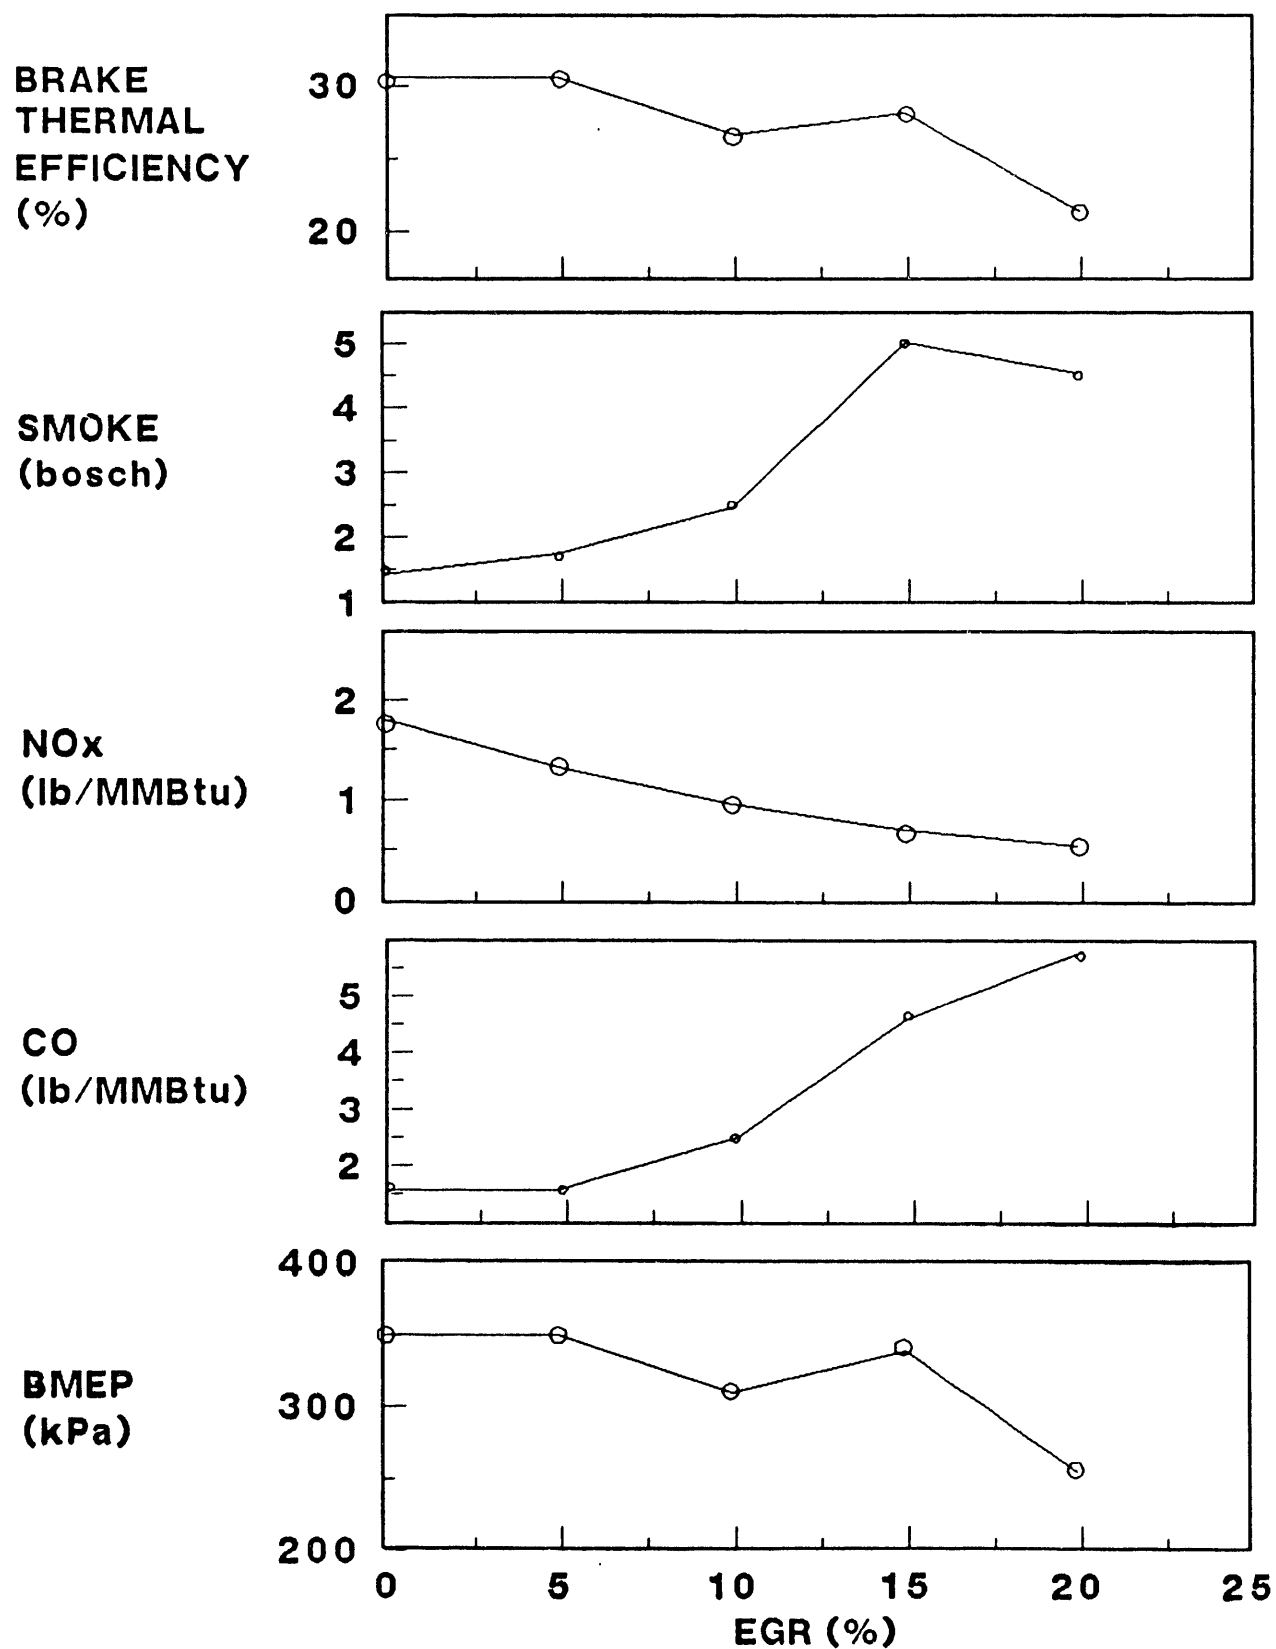 BRAKE
THERMAL
EFFICIENCY
(%)
30
20
SMOKE
(bosch)
5
4
3
2
1
NOx
(lb/MMBtu)
2
1
0
CO
(lb/MMBtu)
5
4
3
2
BMEP
(kPa)
400
300
200
0 5 10 15 20 25
EGR (%)